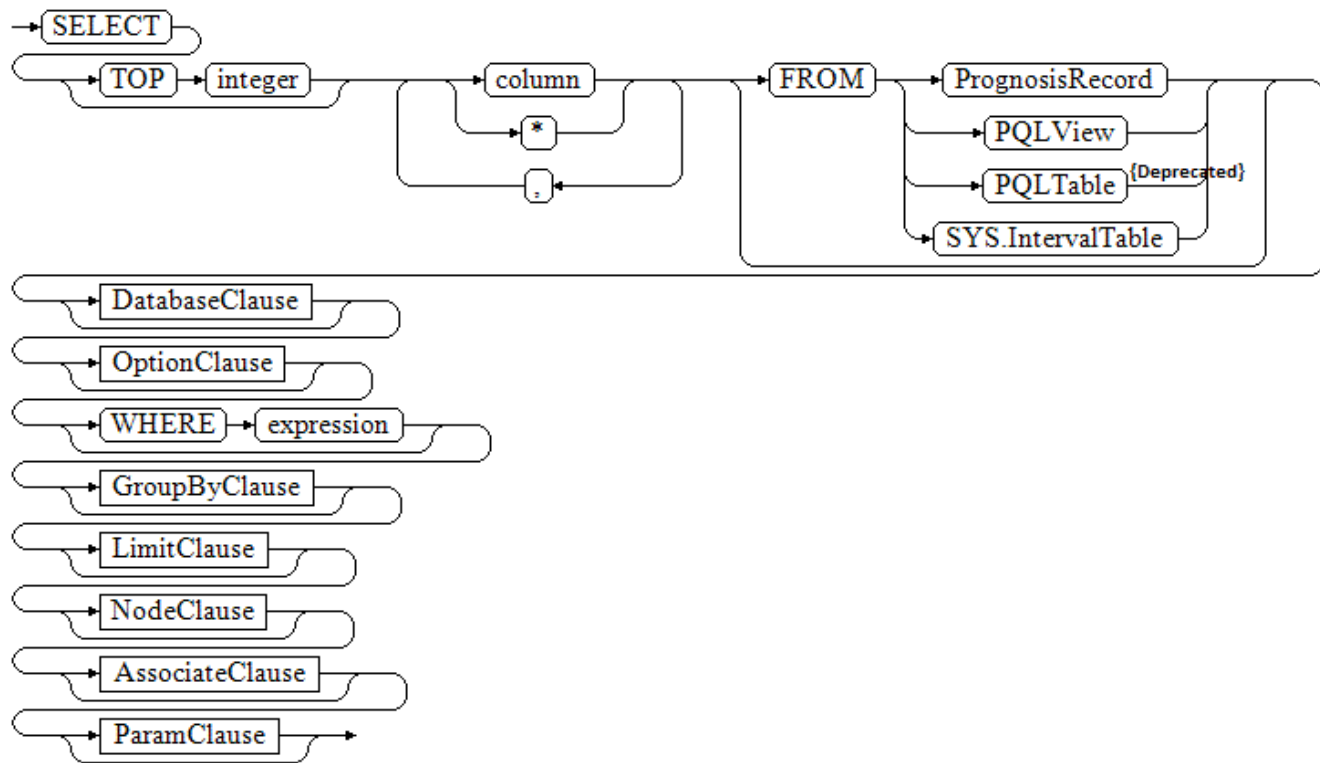 SELECT
TOP integer column FROM PrognosisRecord
* PQLView
, PQLTable {Deprecated}
SYS.IntervalTable
DatabaseClause
OptionClause
WHERE expression
GroupByClause
LimitClause
NodeClause
AssociateClause
ParamClause